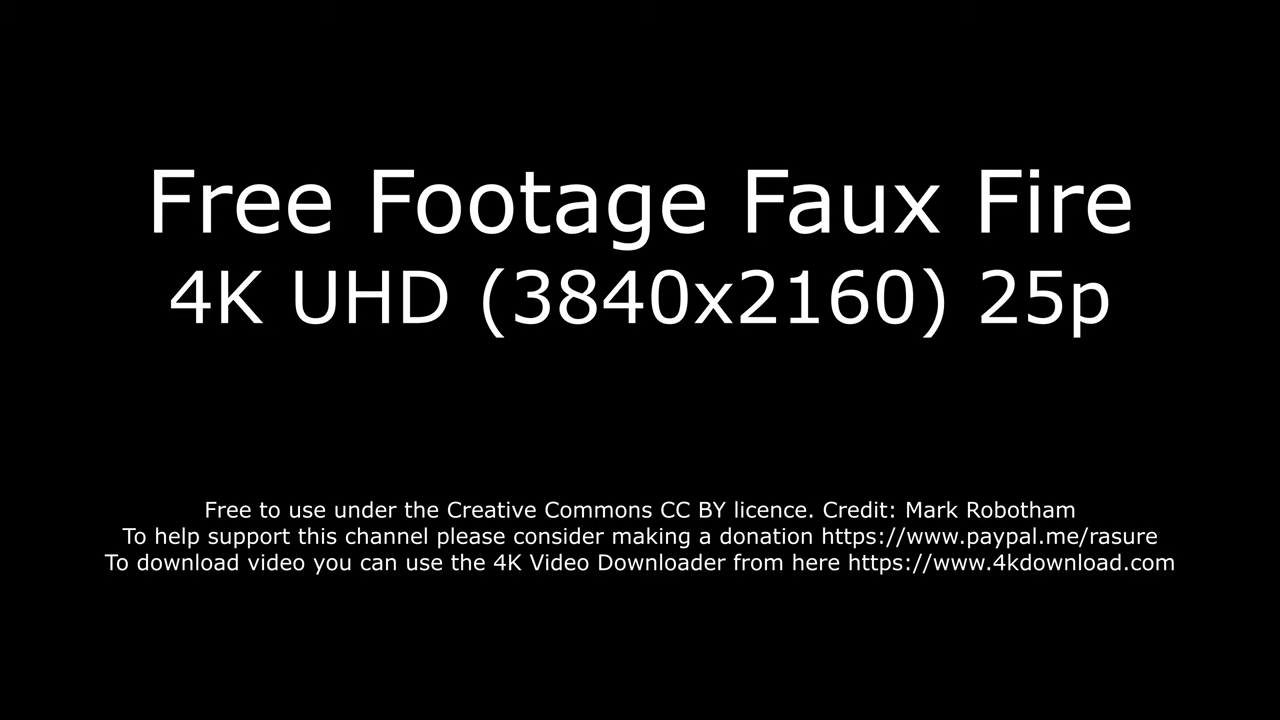 Free Footage Faux Fire
4K UHD (3840x2160) 25p
Free to use under the Creative Commons CC BY licence. Credit: Mark Robotham
To help support this channel please consider making a donation https://www.paypal.me/rasure
To download video you can use the 4K Video Downloader from here https://www.4kdownload.com